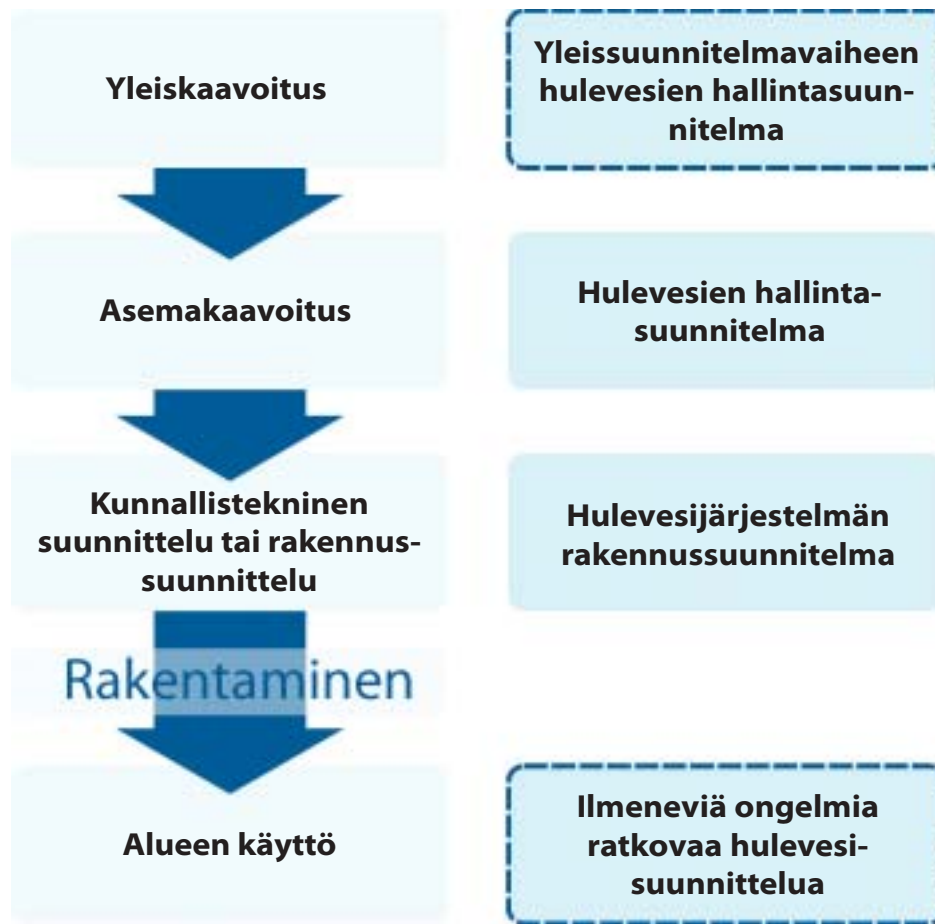 Yleiskaavoitus
Yleissuunnitelmavaiheen
hulevesien hallintasuun-
nitelma
Asemakaavoitus
Hulevesien hallinta-
suunnitelma
Kunnallistekninen
suunnittelu tai rakennus-
suunnittelu
Hulevesijärjestelmän
rakennussuunnitelma
Rakentaminen
Alueen käyttö
Ilmeneviä ongelmia
ratkovaa hulevesi-
suunnittelua